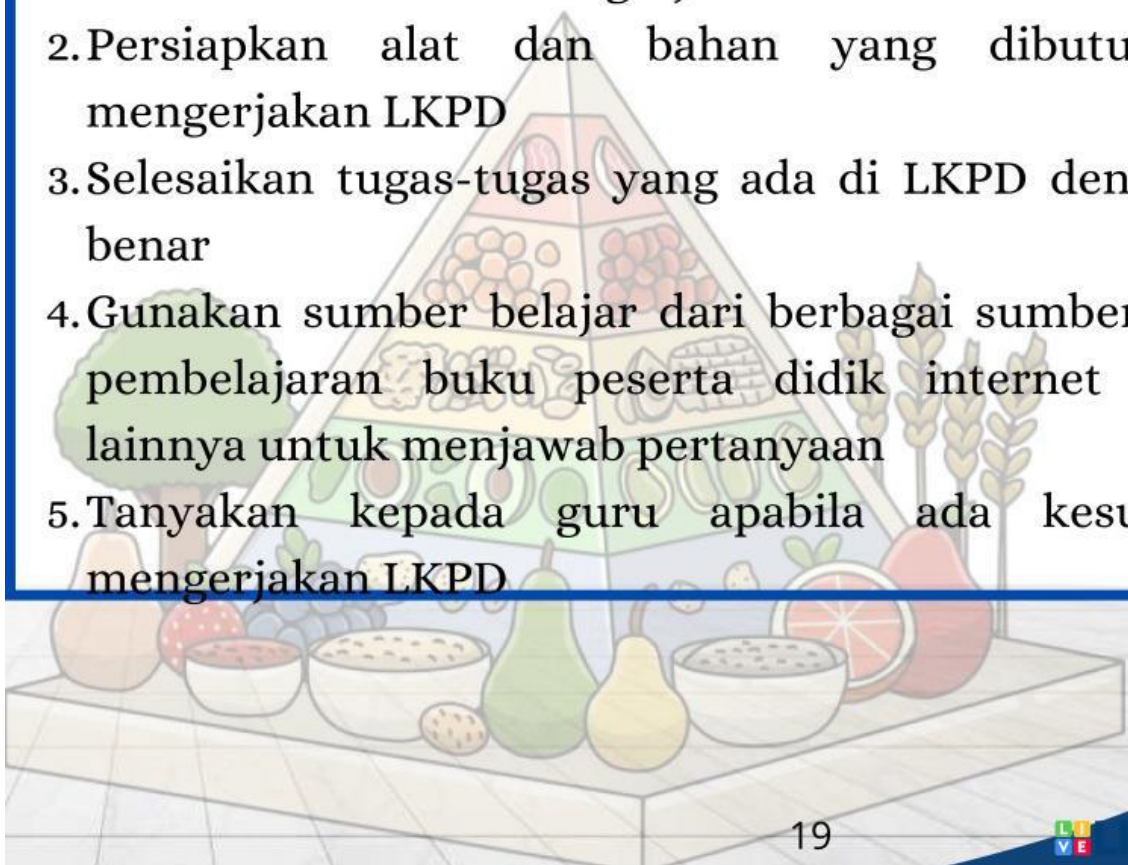 2. Persiapkan alat dan bahan yang dibutu
mengerjakan LKPD
3. Selesaikan tugas-tugas yang ada di LKPD den
benar
4. Gunakan sumber belajar dari berbagai sumber
pembelajaran buku peserta didik internet
lainnya untuk menjawab pertanyaan
5. Tanyakan kepada guru apabila ada kesu
mengerjakan LKPD
19
LIVE